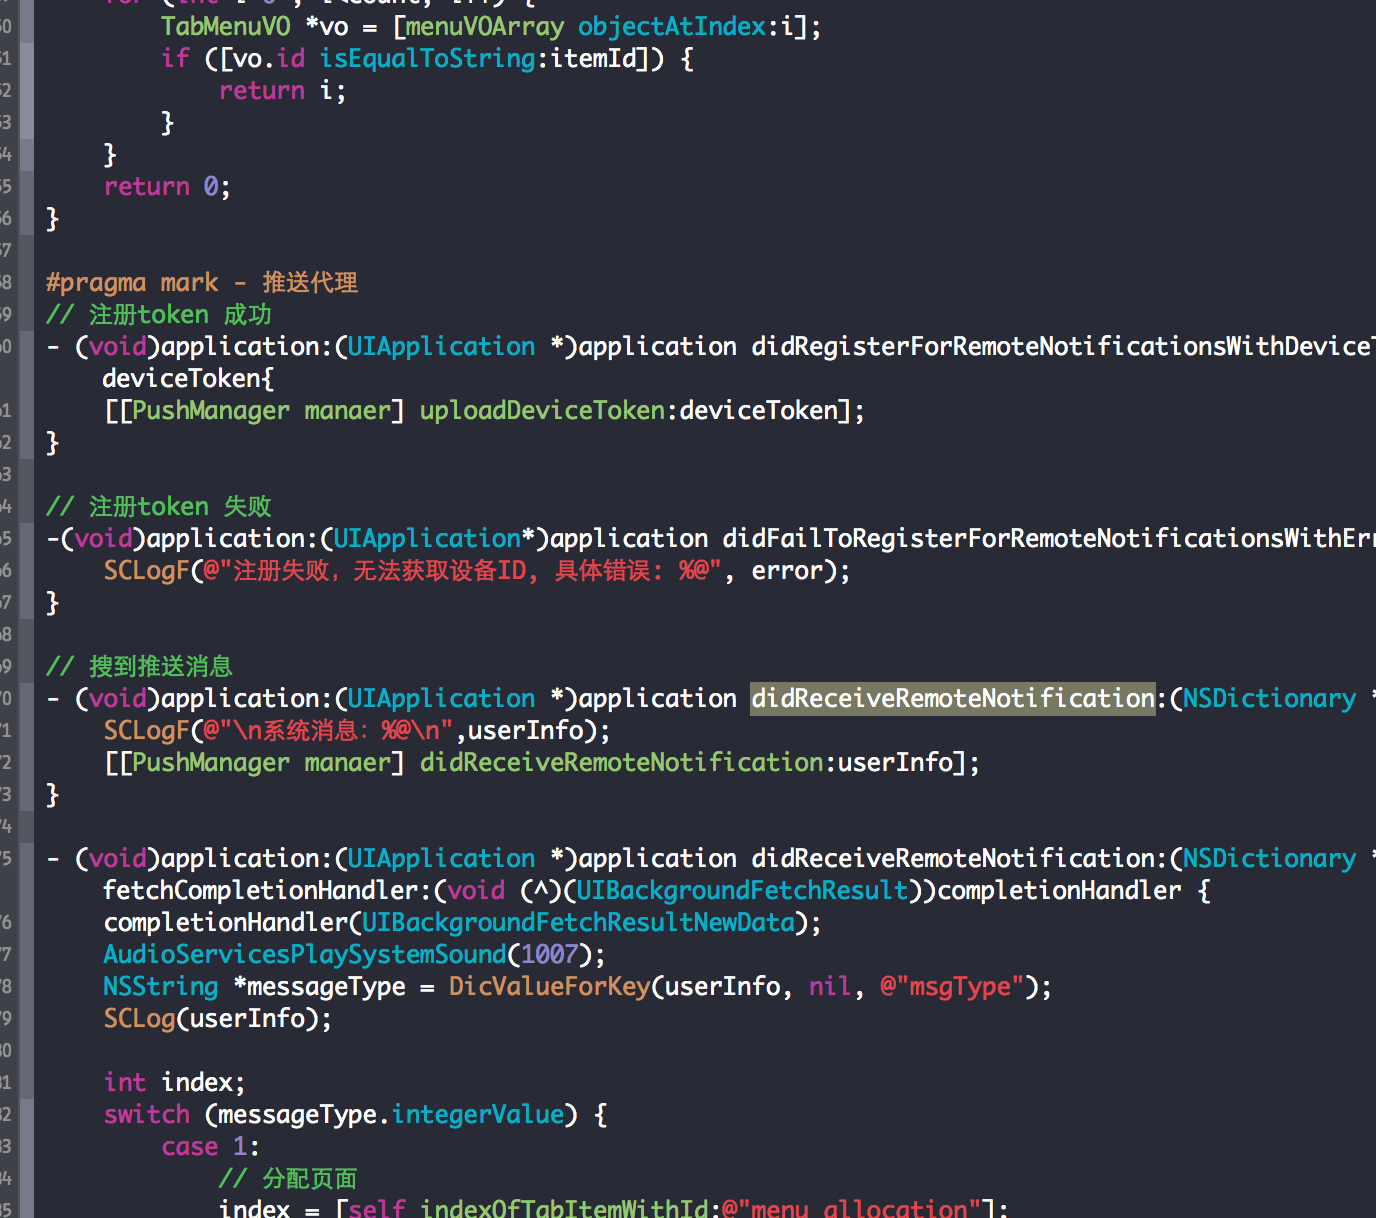 TabMenuVO *vo = [menuVOArray objectAtIndex:i];
if ([vo.id isEqualToString:itemId]) {
return i;
}
}
return 0;
}
#pragma mark - 推送代理
// 注册token 成功
- (void)application:(UIApplication *)application didRegisterForRemoteNotificationsWithDevice
deviceToken{
[[PushManager manaer] uploadDeviceToken:deviceToken];
}
// 注册token 失败
-(void)application:(UIApplication*)application didFailToRegisterForRemoteNotificationsWithErr
SCLogF(@"注册失败，无法获取设备ID, 具体错误: %@", error);
}
// 搜到推送消息
- (void)application:(UIApplication *)application didReceiveRemoteNotification:(NSDictionary *
SCLogF(@"\n系统消息：%@\n",userInfo);
[[PushManager manaer] didReceiveRemoteNotification:userInfo];
}
- (void)application:(UIApplication *)application didReceiveRemoteNotification:(NSDictionary *
fetchCompletionHandler:(void (^)(UIBackgroundFetchResult))completionHandler {
completionHandler(UIBackgroundFetchResultNewData);
AudioServicesPlaySystemSound(1007);
NSString *messageType = DicValueForKey(userInfo, nil, @"msgType");
SCLog(userInfo);
int index;
switch (messageType.integerValue) {
case 1:
// 分配页面
index = [self indexOfTabItemWithId:@"menu_allocation"];